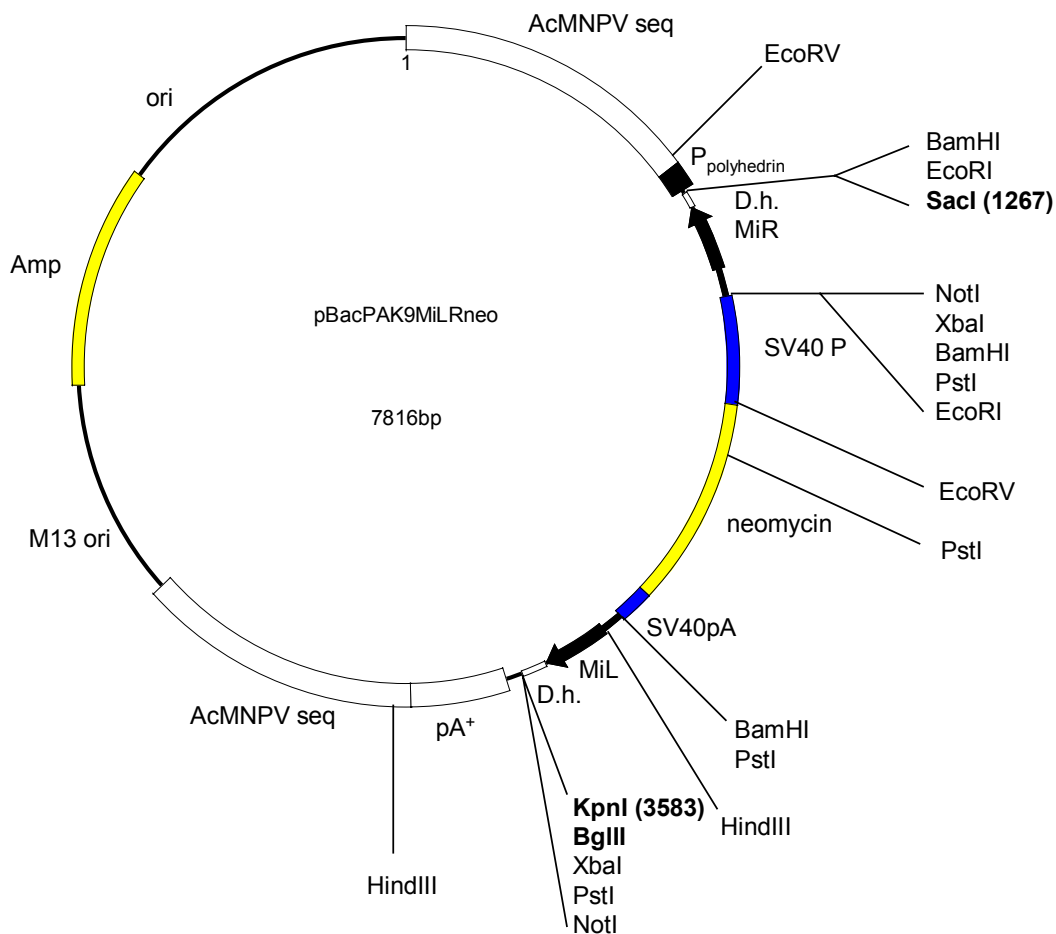 AcMNPV seq
1
EcoRV
ori
Ppolyhedrin
BamHI
EcoRI
SacI (1267)
D.h.
MiR
Amp
NotI
XbaI
BamHI
PstI
EcoRI
pBacPAK9MiLRneo
SV40 P
7816bp
EcoRV
neomycin
PstI
M13 ori
SV40pA
MiL
D.h.
AcMNPV seq
pA+
BamHI
PstI
HindIII
KpnI (3583)
BglII
XbaI
PstI
NotI
HindIII